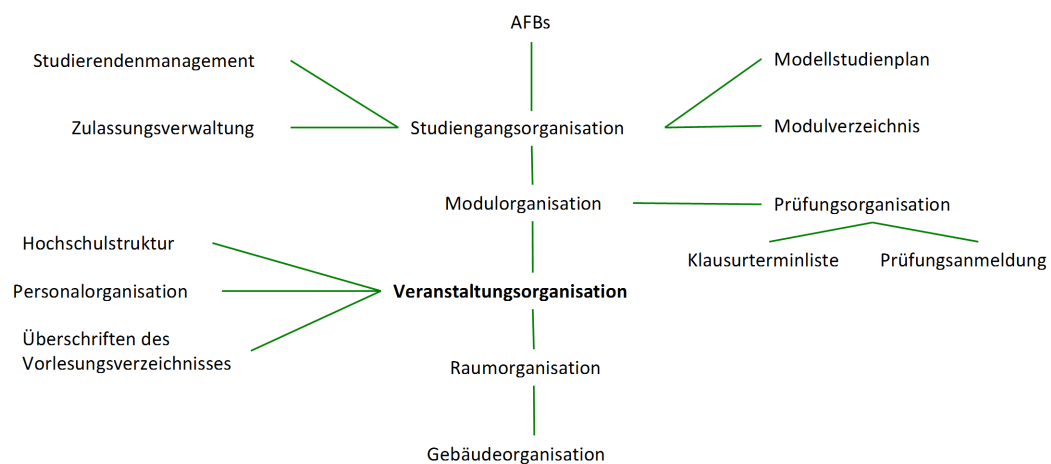 AFBs
Studierendenmanagement
Modellstudienplan
Zulassungsverwaltung
Studiengangsorganisation
Modulverzeichnis
Modulorganisation
Prüfungsorganisation
Hochschulstruktur
Klausurterminliste
Prüfungsanmeldung
Personalorganisation
Veranstaltungsorganisation
Überschriften des
Vorlesungsverzeichnisses
Raumorganisation
Gebäudeorganisation